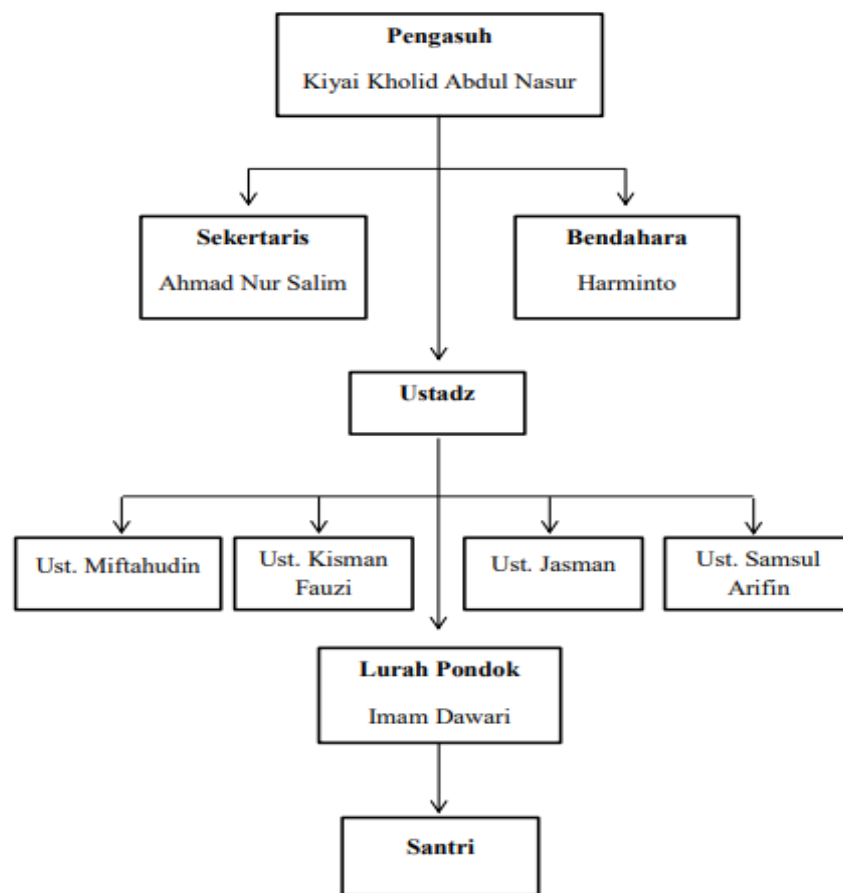 Pengasuh
Kiyai Kholid Abdul Nasur
Sekertaris
Ahmad Nur Salim
Bendahara
Harminto
Ustadz
Ust. Miftahudin
Ust. Kisman
Fauzi
Ust. Jasman
Ust. Samsul
Arifin
Lurah Pondok
Imam Dawari
Santri